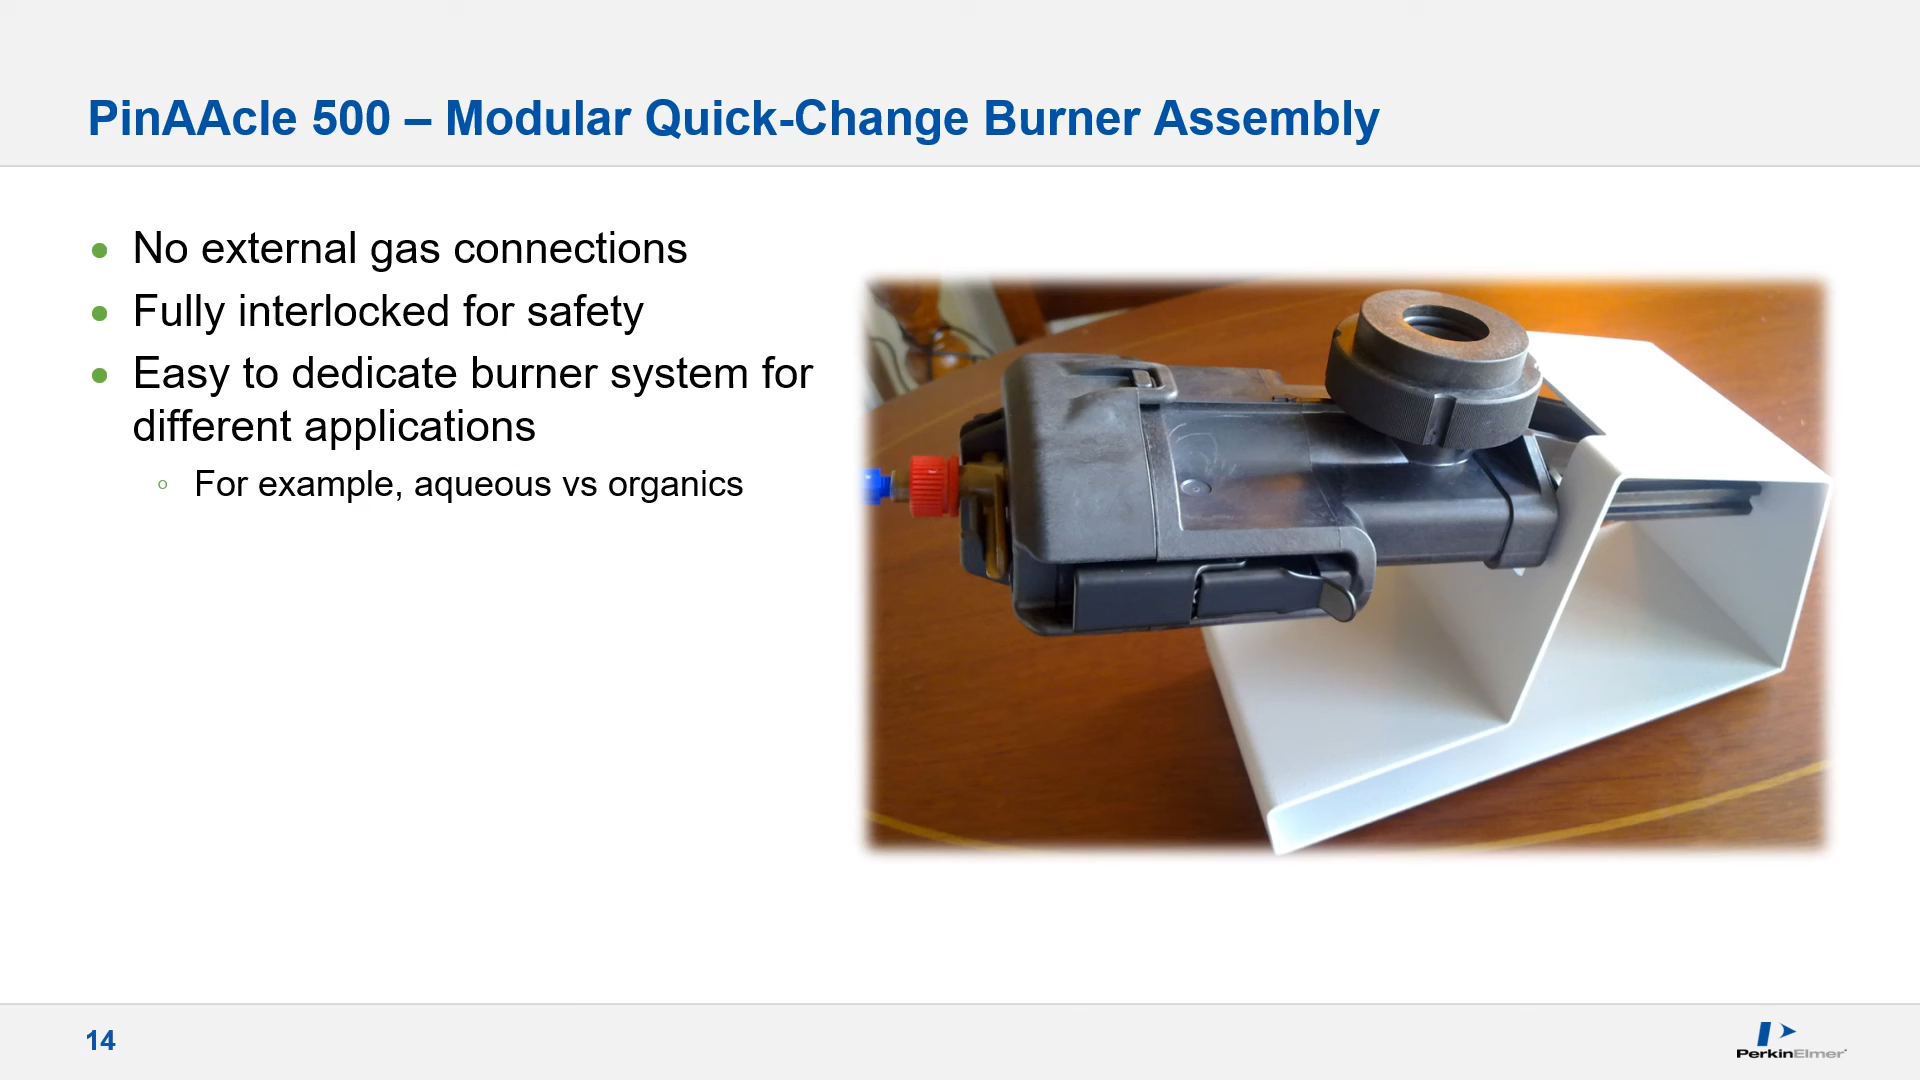 PinAAcle 500 – Modular Quick-Change Burner Assembly
No external gas connections
Fully interlocked for safety
Easy to dedicate burner system for
different applications
For example, aqueous vs organics
14
PerkinElmer